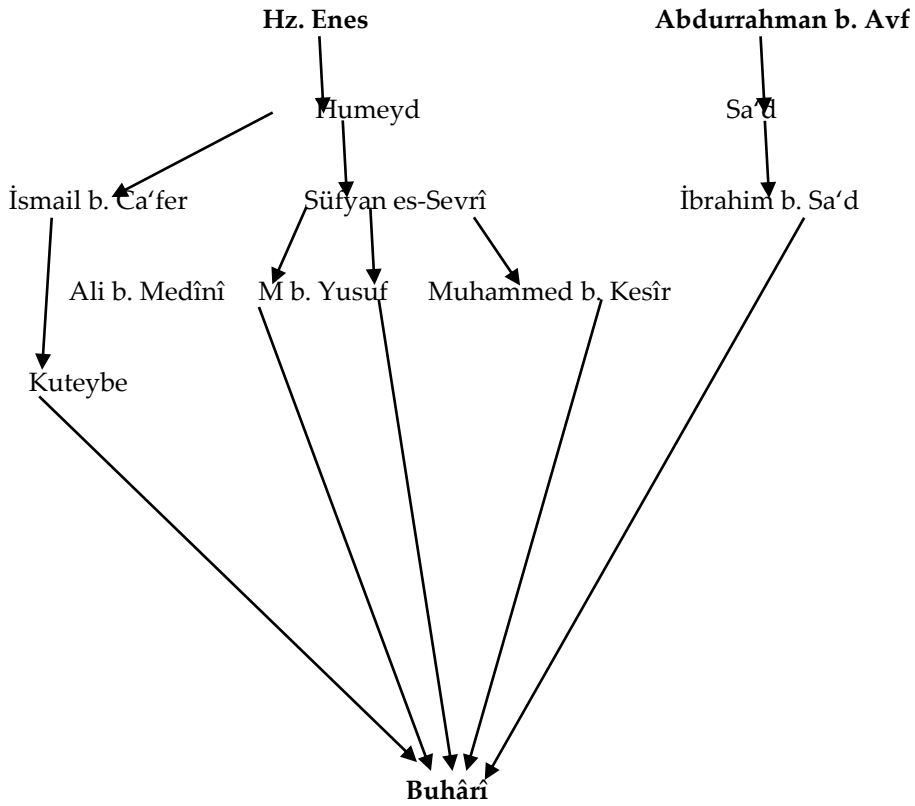 Hz. Enes Abdurrahman b. Avf
Humeyd Sa‘d
İsmail b. Ca‘fer Süfyan es-Sevrî İbrahim b. Sa‘d
Ali b. Medînî M b. Yusuf Muhammed b. Kesîr
Kuteybe
Buhârî